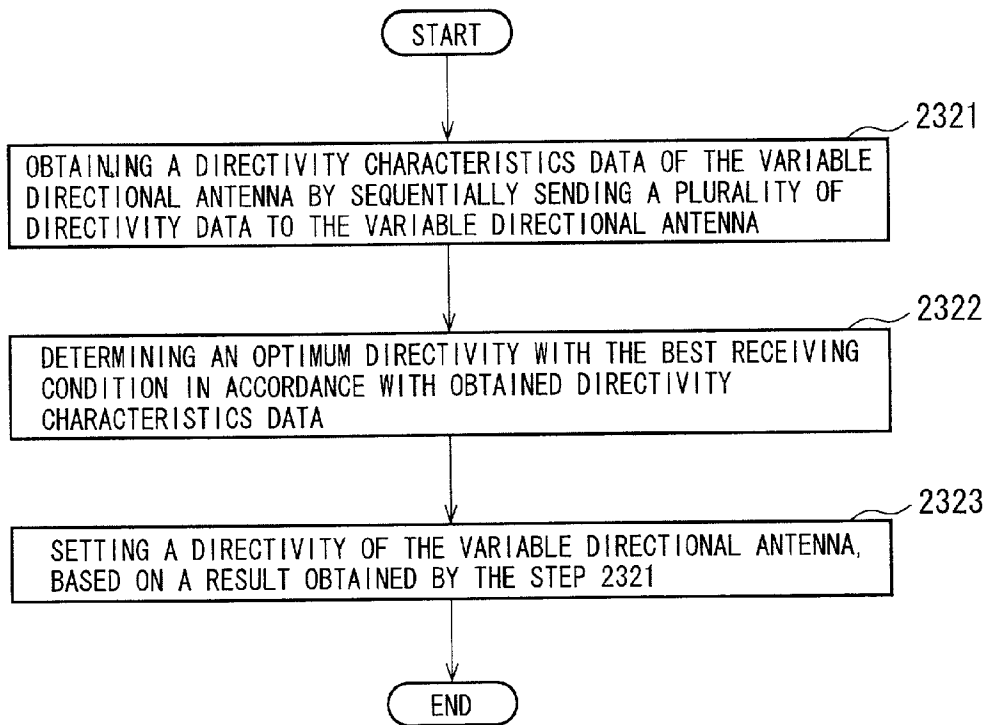 START
2321
OBTAINING A DIRECTIVITY CHARACTERISTICS DATA OF THE VARIABLE
DIRECTIONAL ANTENNA BY SEQUENTIALLY SENDING A PLURALITY OF
DIRECTIVITY DATA TO THE VARIABLE DIRECTIONAL ANTENNA
2322
DETERMINING AN OPTIMUM DIRECTIVITY WITH THE BEST RECEIVING
CONDITION IN ACCORDANCE WITH OBTAINED DIRECTIVITY
CHARACTERISTICS DATA
2323
SETTING A DIRECTIVITY OF THE VARIABLE DIRECTIONAL ANTENNA,
BASED ON A RESULT OBTAINED BY THE STEP 2321
END